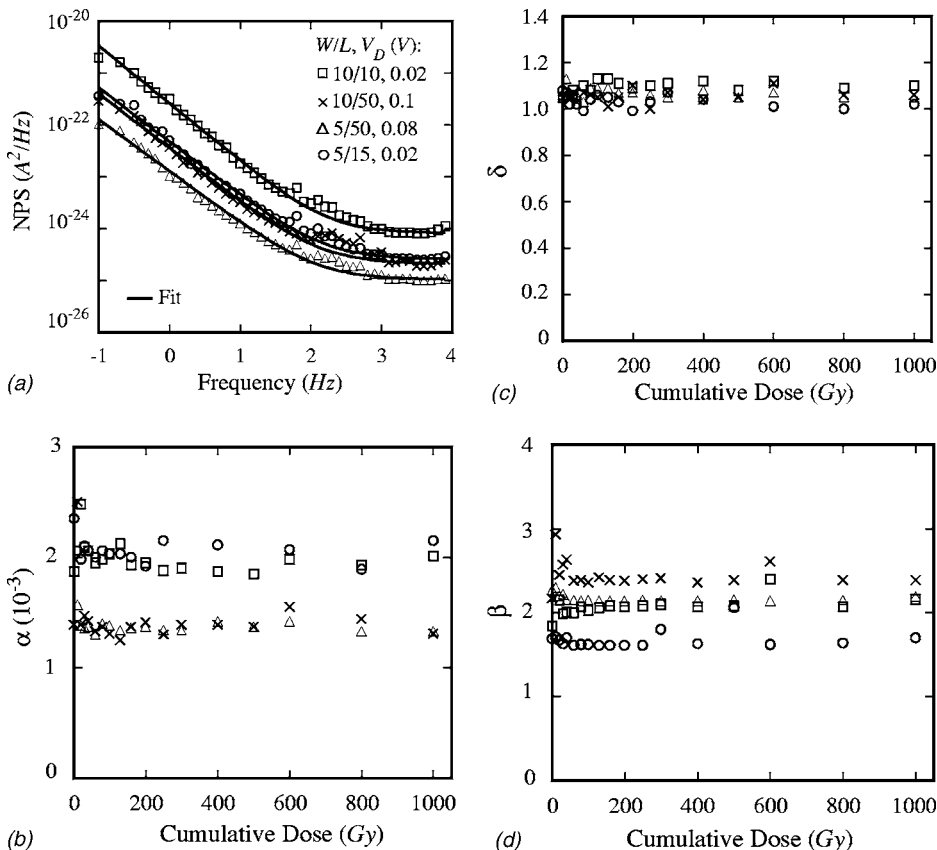 10^-20
10^-22
10^-24
10^-26
NPS (A^2/Hz)
W/L, V_D (V):
10/10, 0.02
10/50, 0.1
5/50, 0.08
5/15, 0.02
Fit
-1 0 1 2 3 4
Frequency (Hz)
(a)
1.4
1.2
1.0
0.8
0.6
0.4
0.2
0
δ
0 200 400 600 800 1000
Cumulative Dose (Gy)
(c)
3
2
1
0
α (10^-3)
0 200 400 600 800 1000
Cumulative Dose (Gy)
(b)
4
3
2
1
0
β
0 200 400 600 800 1000
Cumulative Dose (Gy)
(d)